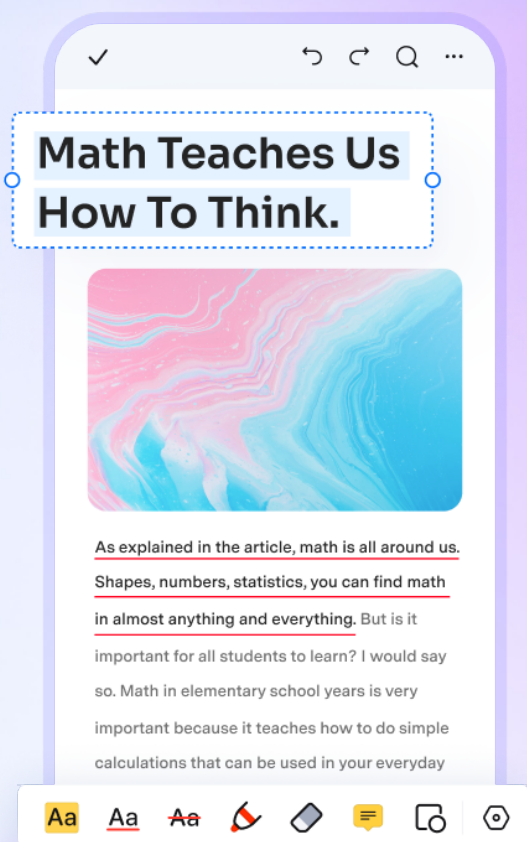 Math Teaches Us
How To Think.
As explained in the article, math is all around us.
Shapes, numbers, statistics, you can find math
in almost anything and everything. But is it
important for all students to learn? I would say
so. Math in elementary school years is very
important because it teaches how to do simple
calculations that can be used in your everyday
Aa Aa Aa